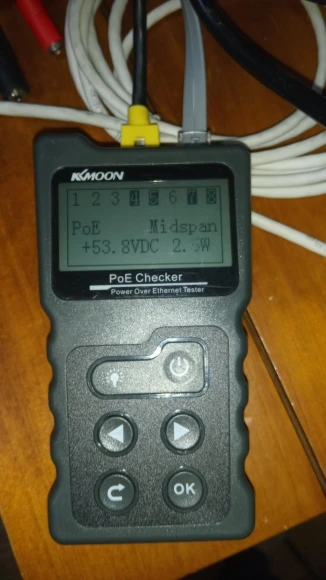 KKMOON
1 2 3 4 5 6 7 8
PoE Midspan
+53.8VDC
PoE Checker
Power Over Ethernet Tester
OK